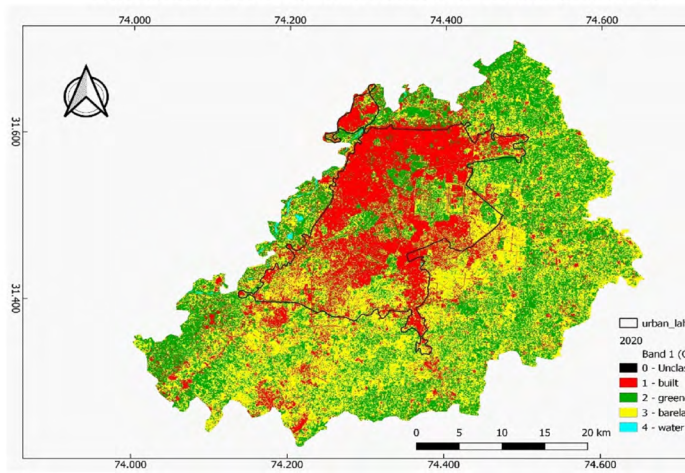 74.000 74.200 74.400 74.600
31.600
31.400
urban_lal
2020
Band 1 (G
0 - Unclas
1 - built
2 - green
3 - barela
4 - water
0 5 10 15 20 km
74.000 74.200 74.400 74.600